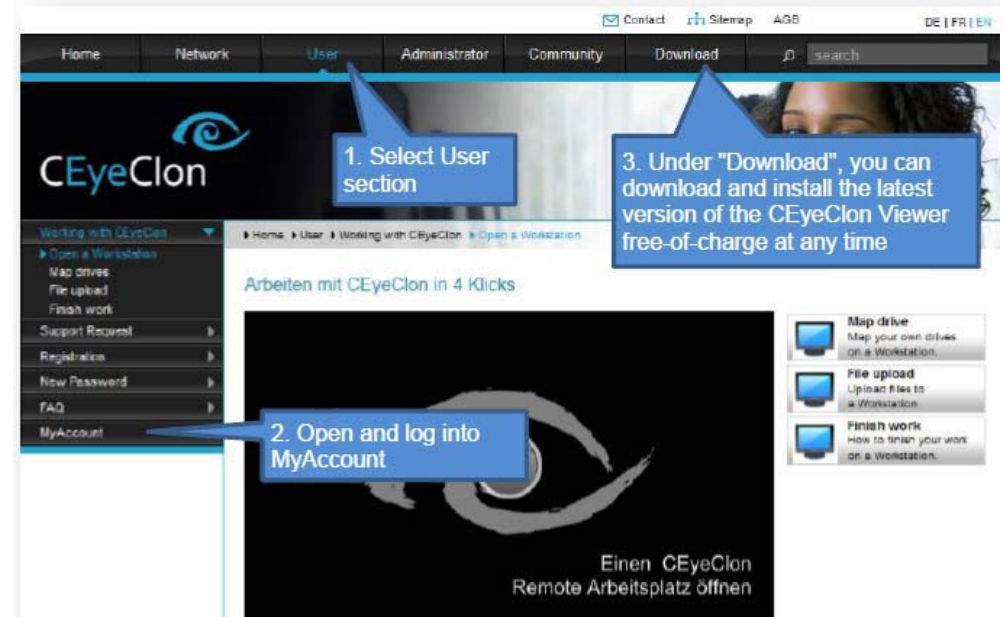 Contact Sitemap AGB DE | FR | EN
Home Network User Administrator Community Download search
CEyeClon
1. Select User
section
3. Under "Download", you can
download and install the latest
version of the CEyeClon Viewer
free-of-charge at any time
Working with CEyeClon
Open a Workstation
Map drives
File upload
Finish work
Support Request
Registration
New Password
FAQ
MyAccount
Home User Working with CEyeClon Open a Workstation
Arbeiten mit CEyeClon in 4 Klicks
2. Open and log into
MyAccount
Einen CEyeClon
Remote Arbeitsplatz öffnen
Map drive
Map your own drives
on a Workstation.
File upload
Upload files to
a Workstation
Finish work
How to finish your work
on a Workstation.